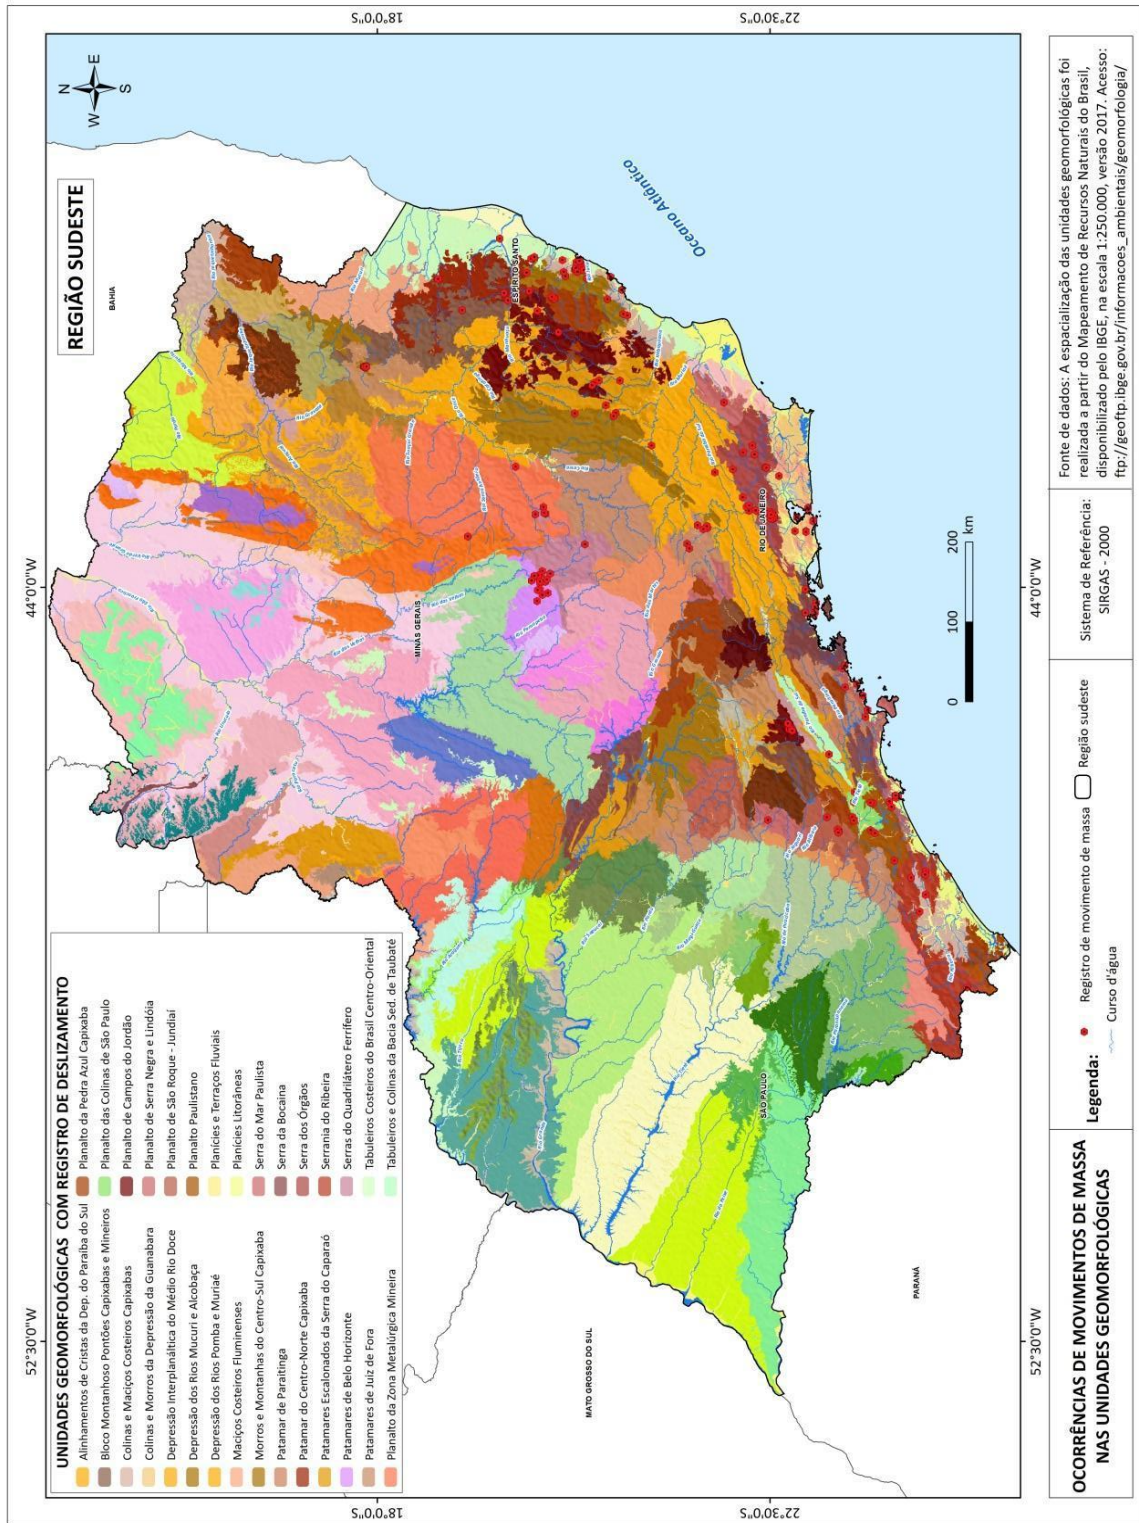 REGIÃO SUDESTE
N
W
E
S
52°30'0"W
44°0'0"W
18°0'0"S
22°30'0"S
18°0'0"S
22°30'0"S
52°30'0"W
44°0'0"W
BAHIA
MINAS GERAIS
ESPÍRITO SANTO
RIO DE JANEIRO
SÃO PAULO
MATO GROSSO DO SUL
PARANÁ
Oceano Atlântico
UNIDADES GEOMORFOLÓGICAS COM REGISTRO DE DESLIZAMENTO
Alinhamentos de Cristas da Dep. do Paraíba do Sul
Bloco Montanhoso Pontões Capixabas e Mineiros
Colinas e Maciços Costeiros Capixabas
Colinas e Morros da Depressão da Guanabara
Depressão Interplanáltica do Médio Rio Doce
Depressão dos Rios Mucuri e Alcobaça
Depressão dos Rios Pomba e Muriaé
Maciços Costeiros Fluminenses
Morros e Montanhas do Centro-Sul Capixaba
Patamar de Paraitinga
Patamar do Centro-Norte Capixaba
Patamares Escalonados da Serra do Caparaó
Patamares de Belo Horizonte
Patamares de Juiz de Fora
Planalto da Zona Metalúrgica Mineira
Planalto da Pedra Azul Capixaba
Planalto das Colinas de São Paulo
Planalto de Campos do Jordão
Planalto de Serra Negra e Lindóia
Planalto de São Roque - Jundiaí
Planalto Paulistano
Planícies e Terraços Fluviais
Planícies Litorâneas
Serra do Mar Paulista
Serra da Bocaina
Serra dos Órgãos
Serrania do Ribeira
Serras do Quadrilátero Ferrífero
Tabuleiros Costeiros do Brasil Centro-Oriental
Tabuleiros e Colinas da Bacia Sed. de Taubaté
0 100 200 km
OCORRÊNCIAS DE MOVIMENTOS DE MASSA
NAS UNIDADES GEOMORFOLÓGICAS
Legenda:
Registro de movimento de massa
Região sudeste
Curso d'água
Sistema de Referência:
SIRGAS - 2000
Fonte de dados: A espacialização das unidades geomorfológicas foi
realizada a partir do Mapeamento de Recursos Naturais do Brasil,
disponibilizado pelo IBGE, na escala 1:250.000, versão 2017. Acesso:
ftp://geoftp.ibge.gov.br/informacoes_ambientais/geomorfologia/